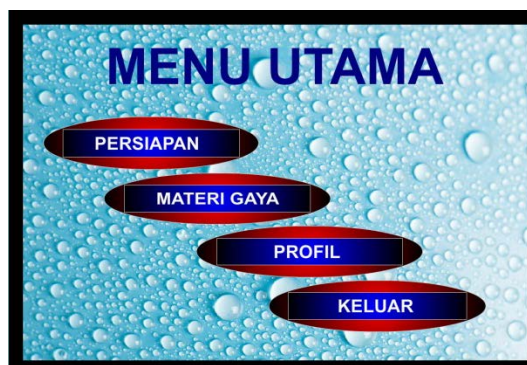 MENU UTAMA
PERSIAPAN
MATERI GAYA
PROFIL
KELUAR